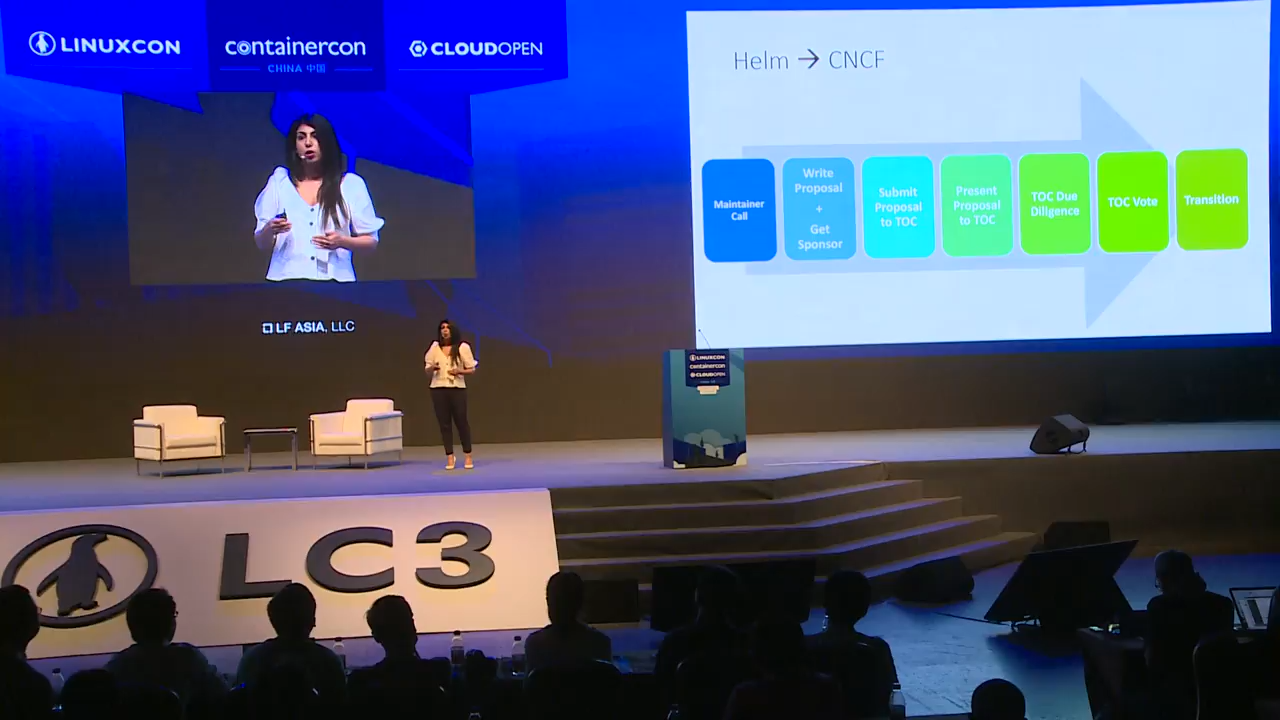 LINUXCON
containercon
CHINA 中国
CLOUDOPEN
LF ASIA, LLC
Helm → CNCF
Maintainer
Call
Write
Proposal
+
Get
Sponsor
Submit
Proposal
to TOC
Present
Proposal
to TOC
TOC Due
Diligence
TOC Vote
Transition
LINUXCON
containercon
CLOUDOPEN
LC3